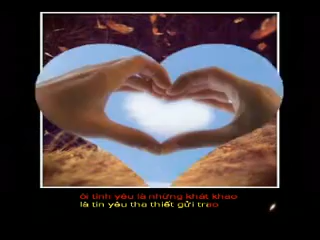 ôi tình yêu là những khát khao
là tin yêu tha thiết gửi trao